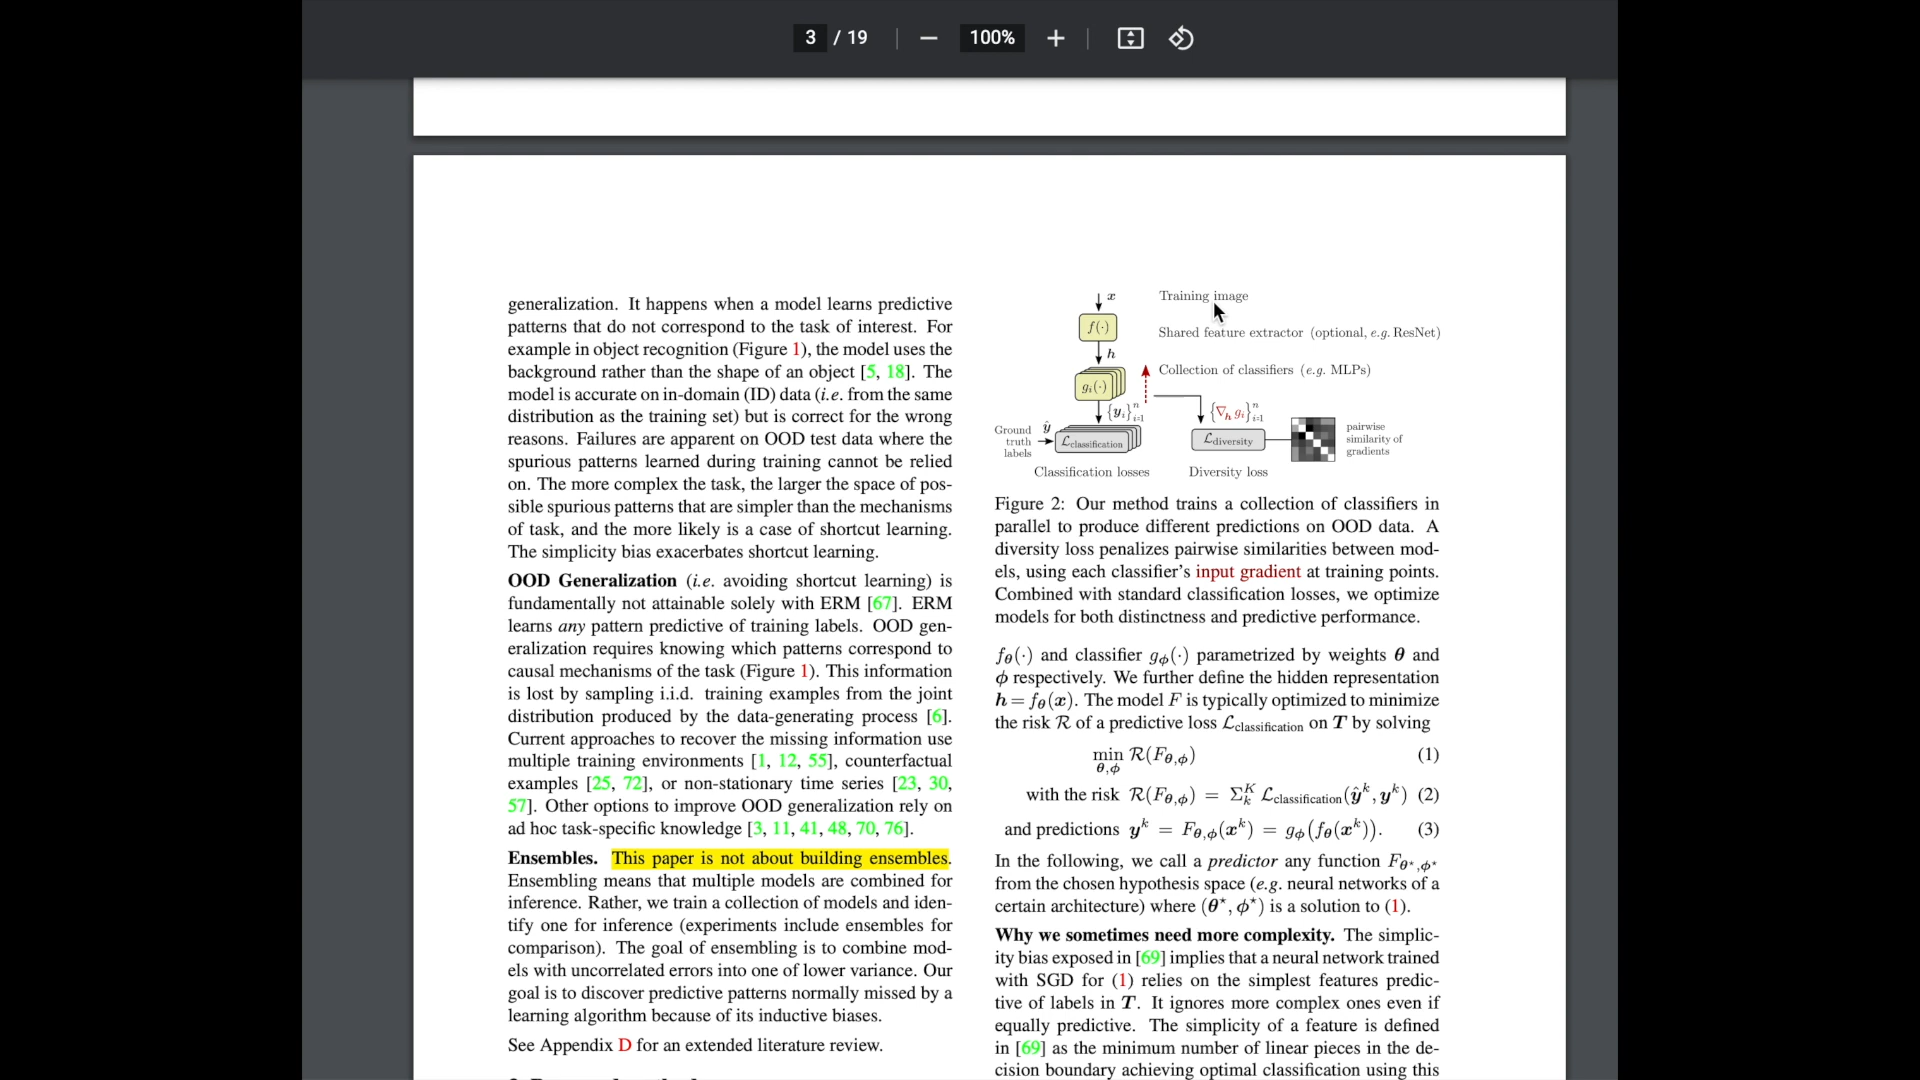 3 / 19 — 100% +
generalization. It happens when a model learns predictive
patterns that do not correspond to the task of interest. For
example in object recognition (Figure 1), the model uses the
background rather than the shape of an object [5, 18]. The
model is accurate on in-domain (ID) data (i.e. from the same
distribution as the training set) but is correct for the wrong
reasons. Failures are apparent on OOD test data where the
spurious patterns learned during training cannot be relied
on. The more complex the task, the larger the space of pos-
sible spurious patterns that are simpler than the mechanisms
of task, and the more likely is a case of shortcut learning.
The simplicity bias exacerbates shortcut learning.
OOD Generalization (i.e. avoiding shortcut learning) is
fundamentally not attainable solely with ERM [67]. ERM
learns any pattern predictive of training labels. OOD gen-
eralization requires knowing which patterns correspond to
causal mechanisms of the task (Figure 1). This information
is lost by sampling i.i.d. training examples from the joint
distribution produced by the data-generating process [6].
Current approaches to recover the missing information use
multiple training environments [1, 12, 55], counterfactual
examples [25, 72], or non-stationary time series [23, 30,
57]. Other options to improve OOD generalization rely on
ad hoc task-specific knowledge [3, 11, 41, 48, 70, 76].
Ensembles. This paper is not about building ensembles.
Ensembling means that multiple models are combined for
inference. Rather, we train a collection of models and iden-
tify one for inference (experiments include ensembles for
comparison). The goal of ensembling is to combine mod-
els with uncorrelated errors into one of lower variance. Our
goal is to discover predictive patterns normally missed by a
learning algorithm because of its inductive biases.
See Appendix D for an extended literature review.
x Training image
f(·) Shared feature extractor (optional, e.g. ResNet)
h
g_i(·) Collection of classifiers (e.g. MLPs)
{y_i}_{i=1}^n {∇_h g_i}_{i=1}^n
Ground truth labels ŷ ℒ_classification ℒ_diversity pairwise similarity of gradients
Classification losses Diversity loss
Figure 2: Our method trains a collection of classifiers in
parallel to produce different predictions on OOD data. A
diversity loss penalizes pairwise similarities between mod-
els, using each classifier's input gradient at training points.
Combined with standard classification losses, we optimize
models for both distinctness and predictive performance.
f_θ(·) and classifier g_ϕ(·) parametrized by weights θ and
ϕ respectively. We further define the hidden representation
h = f_θ(x). The model F is typically optimized to minimize
the risk ℛ of a predictive loss ℒ_classification on T by solving
min_{θ,ϕ} ℛ(F_{θ,ϕ}) (1)
with the risk ℛ(F_{θ,ϕ}) = Σ_k^K ℒ_classification(ŷ^k, y^k) (2)
and predictions y^k = F_{θ,ϕ}(x^k) = g_ϕ(f_θ(x^k)). (3)
In the following, we call a predictor any function F_{θ⋆,ϕ⋆}
from the chosen hypothesis space (e.g. neural networks of a
certain architecture) where (θ⋆, ϕ⋆) is a solution to (1).
Why we sometimes need more complexity. The simplic-
ity bias exposed in [69] implies that a neural network trained
with SGD for (1) relies on the simplest features predic-
tive of labels in T. It ignores more complex ones even if
equally predictive. The simplicity of a feature is defined
in [69] as the minimum number of linear pieces in the de-
cision boundary achieving optimal classification using this